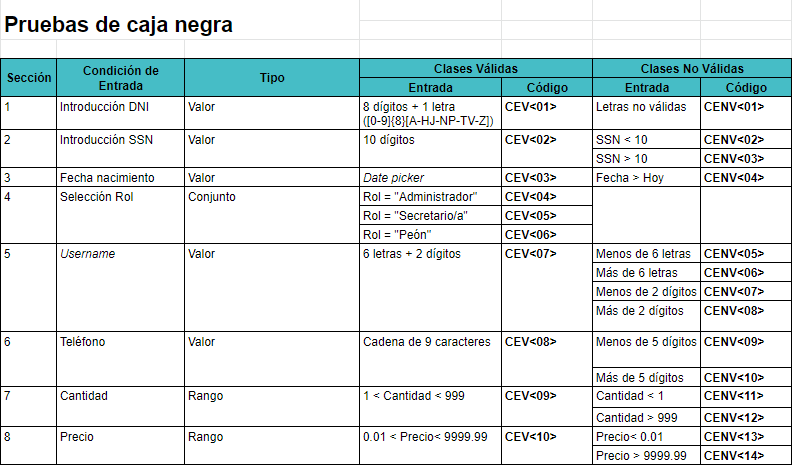 Pruebas de caja negra
Sección Condición de Entrada Tipo Clases Válidas Clases No Válidas
Entrada Código Entrada Código
1 Introducción DNI Valor 8 dígitos + 1 letra CEV<01> Letras no válidas CENV<01>
([0-9]{8}[A-HJ-NP-TV-Z])
2 Introducción SSN Valor 10 dígitos CEV<02> SSN < 10 CENV<02>
SSN > 10 CENV<03>
3 Fecha nacimiento Valor Date picker CEV<03> Fecha > Hoy CENV<04>
4 Selección Rol Conjunto Rol = "Administrador" CEV<04>
Rol = "Secretario/a" CEV<05>
Rol = "Peón" CEV<06>
5 Username Valor 6 letras + 2 dígitos CEV<07> Menos de 6 letras CENV<05>
Más de 6 letras CENV<06>
Menos de 2 dígitos CENV<07>
Más de 2 dígitos CENV<08>
6 Teléfono Valor Cadena de 9 caracteres CEV<08> Menos de 5 dígitos CENV<09>
Más de 5 dígitos CENV<10>
7 Cantidad Rango 1 < Cantidad < 999 CEV<09> Cantidad < 1 CENV<11>
Cantidad > 999 CENV<12>
8 Precio Rango 0.01 < Precio< 9999.99 CEV<10> Precio< 0.01 CENV<13>
Precio > 9999.99 CENV<14>